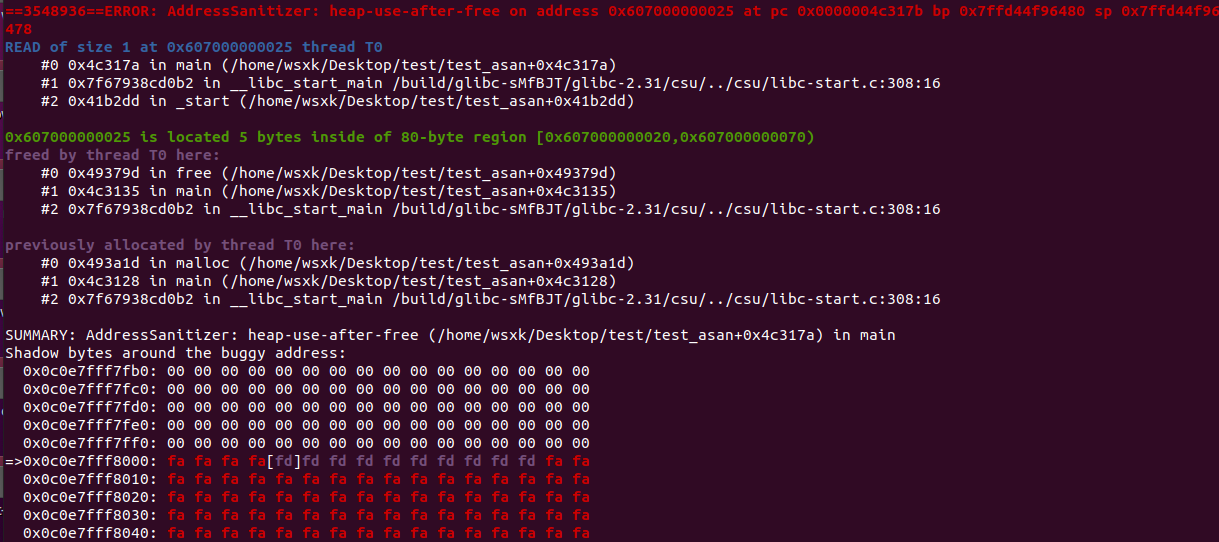 ==3548936==ERROR: AddressSanitizer: heap-use-after-free on address 0x607000000025 at pc 0x0000004c317b bp 0x7ffd44f96480 sp 0x7ffd44f96
478
READ of size 1 at 0x607000000025 thread T0
    #0 0x4c317a in main (/home/wsxk/Desktop/test/test_asan+0x4c317a)
    #1 0x7f67938cd0b2 in __libc_start_main /build/glibc-sMfBJT/glibc-2.31/csu/../csu/libc-start.c:308:16
    #2 0x41b2dd in _start (/home/wsxk/Desktop/test/test_asan+0x41b2dd)

0x607000000025 is located 5 bytes inside of 80-byte region [0x607000000020,0x607000000070)
freed by thread T0 here:
    #0 0x49379d in free (/home/wsxk/Desktop/test/test_asan+0x49379d)
    #1 0x4c3135 in main (/home/wsxk/Desktop/test/test_asan+0x4c3135)
    #2 0x7f67938cd0b2 in __libc_start_main /build/glibc-sMfBJT/glibc-2.31/csu/../csu/libc-start.c:308:16

previously allocated by thread T0 here:
    #0 0x493a1d in malloc (/home/wsxk/Desktop/test/test_asan+0x493a1d)
    #1 0x4c3128 in main (/home/wsxk/Desktop/test/test_asan+0x4c3128)
    #2 0x7f67938cd0b2 in __libc_start_main /build/glibc-sMfBJT/glibc-2.31/csu/../csu/libc-start.c:308:16

SUMMARY: AddressSanitizer: heap-use-after-free (/home/wsxk/Desktop/test/test_asan+0x4c317a) in main
Shadow bytes around the buggy address:
  0x0c0e7fff7fb0: 00 00 00 00 00 00 00 00 00 00 00 00 00 00 00 00
  0x0c0e7fff7fc0: 00 00 00 00 00 00 00 00 00 00 00 00 00 00 00 00
  0x0c0e7fff7fd0: 00 00 00 00 00 00 00 00 00 00 00 00 00 00 00 00
  0x0c0e7fff7fe0: 00 00 00 00 00 00 00 00 00 00 00 00 00 00 00 00
  0x0c0e7fff7ff0: 00 00 00 00 00 00 00 00 00 00 00 00 00 00 00 00
=>0x0c0e7fff8000: fa fa fa fa[fd]fd fd fd fd fd fd fd fd fd fa fa
  0x0c0e7fff8010: fa fa fa fa fa fa fa fa fa fa fa fa fa fa fa fa
  0x0c0e7fff8020: fa fa fa fa fa fa fa fa fa fa fa fa fa fa fa fa
  0x0c0e7fff8030: fa fa fa fa fa fa fa fa fa fa fa fa fa fa fa fa
  0x0c0e7fff8040: fa fa fa fa fa fa fa fa fa fa fa fa fa fa fa fa